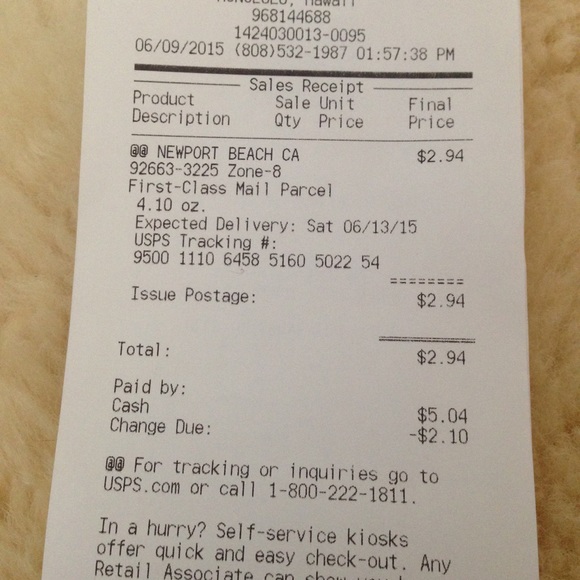 Honolulu, Hawaii
968144688
1424030013-0095
06/09/2015 (808)532-1987 01:57:38 PM
Sales Receipt
Product Sale Unit Final
Description Qty Price Price
@@ NEWPORT BEACH CA $2.94
92663-3225 Zone-8
First-Class Mail Parcel
4.10 oz.
Expected Delivery: Sat 06/13/15
USPS Tracking #:
9500 1110 6458 5160 5022 54
========
Issue Postage: $2.94
Total: $2.94
Paid by:
Cash $5.04
Change Due: -$2.10
@@ For tracking or inquiries go to
USPS.com or call 1-800-222-1811.
In a hurry? Self-service kiosks
offer quick and easy check-out. Any
Retail Associate can show you